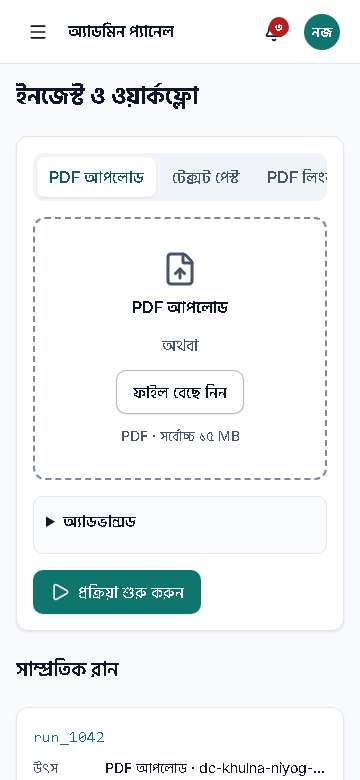 অ্যাডমিন প্যানেল
৩
নজ
ইনজেস্ট ও ওয়ার্কফ্লো
PDF আপলোড টেক্সট পেস্ট PDF লিং
PDF আপলোড
অথবা
ফাইল বেছে নিন
PDF · সর্বোচ্চ ১৫ MB
অ্যাডভান্সড
প্রক্রিয়া শুরু করুন
সাম্প্রতিক রান
run_1042
উৎস PDF আপলোড · dc-khulna-niyog-...